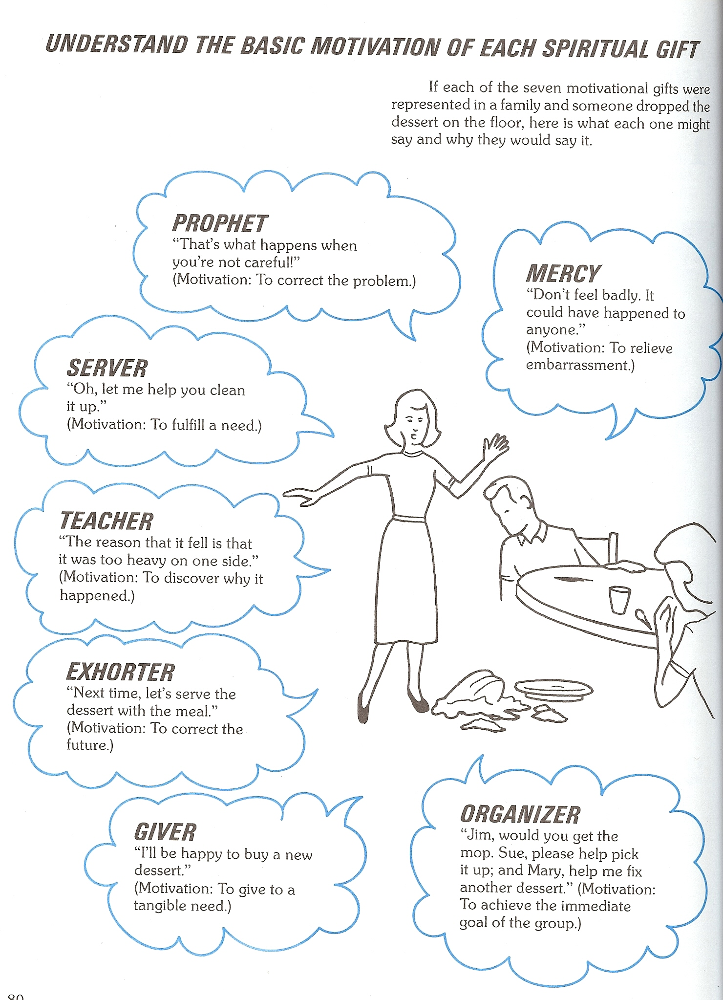 UNDERSTAND THE BASIC MOTIVATION OF EACH SPIRITUAL GIFT
If each of the seven motivational gifts were
represented in a family and someone dropped the
dessert on the floor, here is what each one might
say and why they would say it.
PROPHET
“That’s what happens when
you’re not careful!”
(Motivation: To correct the problem.)
MERCY
“Don’t feel badly. It
could have happened to
anyone.”
(Motivation: To relieve
embarrassment.)
SERVER
“Oh, let me help you clean
it up.”
(Motivation: To fulfill a need.)
TEACHER
“The reason that it fell is that
it was too heavy on one side.”
(Motivation: To discover why it
happened.)
EXHORTER
“Next time, let’s serve the
dessert with the meal.”
(Motivation: To correct the
future.)
GIVER
“I’ll be happy to buy a new
dessert.”
(Motivation: To give to a
tangible need.)
ORGANIZER
“Jim, would you get the
mop. Sue, please help pick
it up; and Mary, help me fix
another dessert.” (Motivation:
To achieve the immediate
goal of the group.)
80